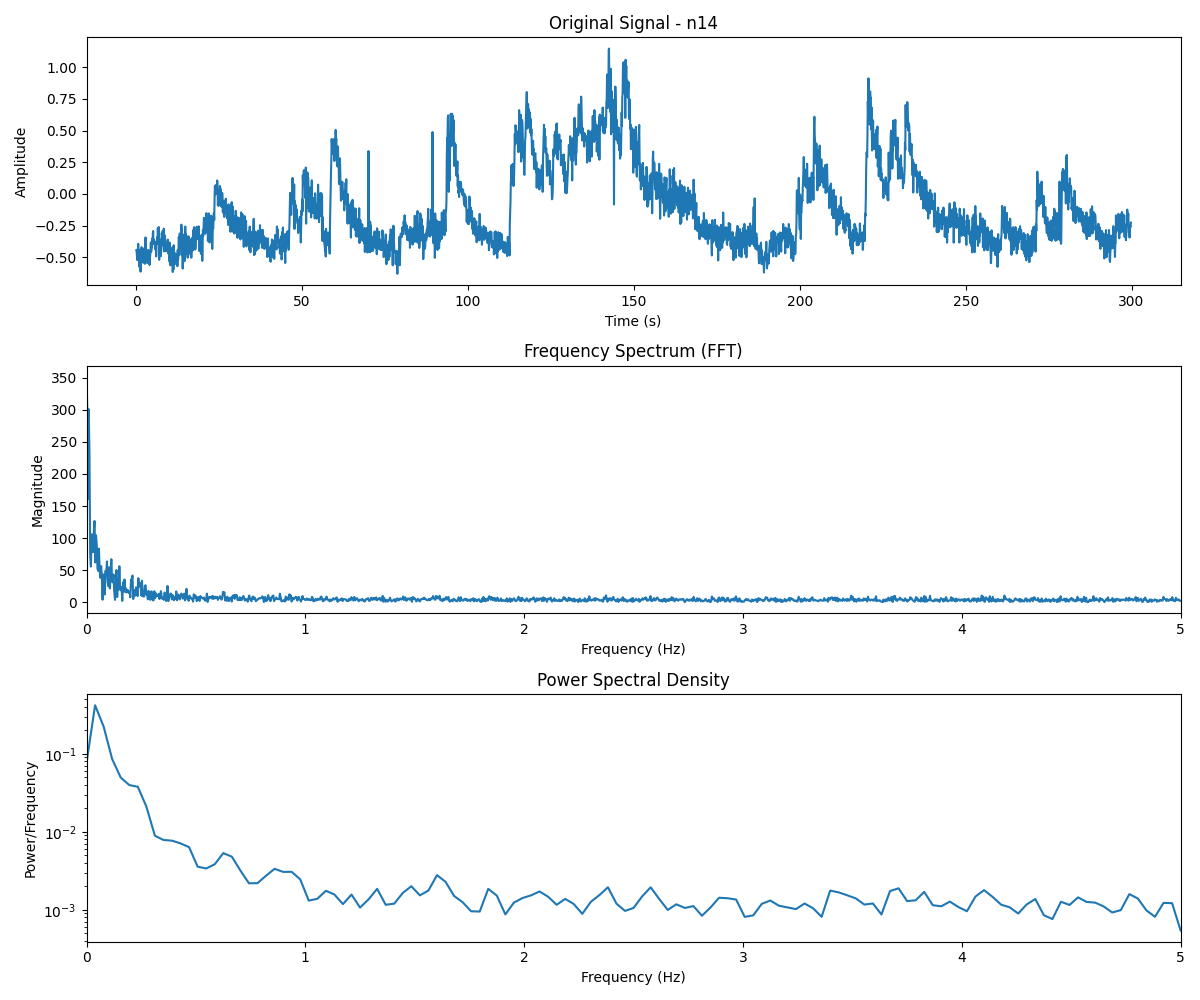 Original Signal - n14
1.00
0.75
0.50
0.25
0.00
−0.25
−0.50
Amplitude
0 50 100 150 200 250 300
Time (s)
Frequency Spectrum (FFT)
350
300
250
200
150
100
50
0
Magnitude
0 1 2 3 4 5
Frequency (Hz)
Power Spectral Density
10⁻¹
10⁻²
10⁻³
Power/Frequency
0 1 2 3 4 5
Frequency (Hz)